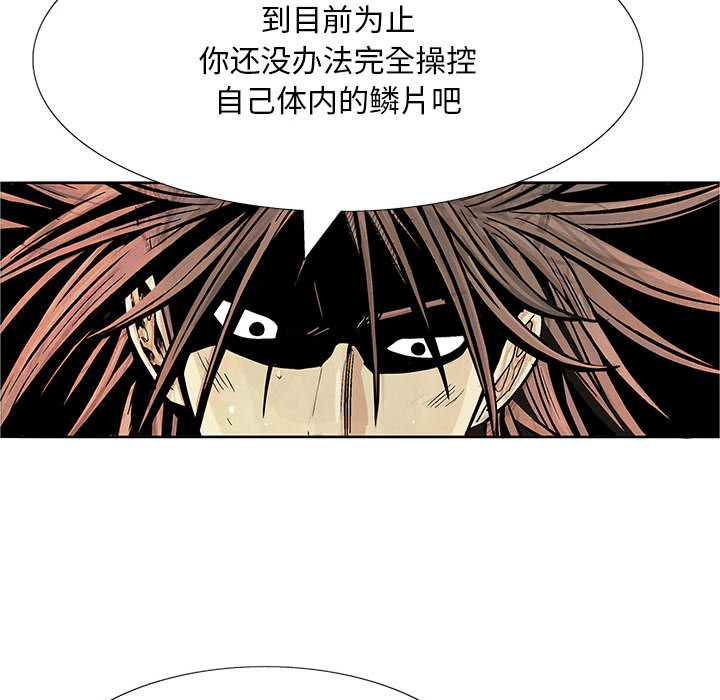 到目前为止
你还没办法完全操控
自己体内的鳞片吧